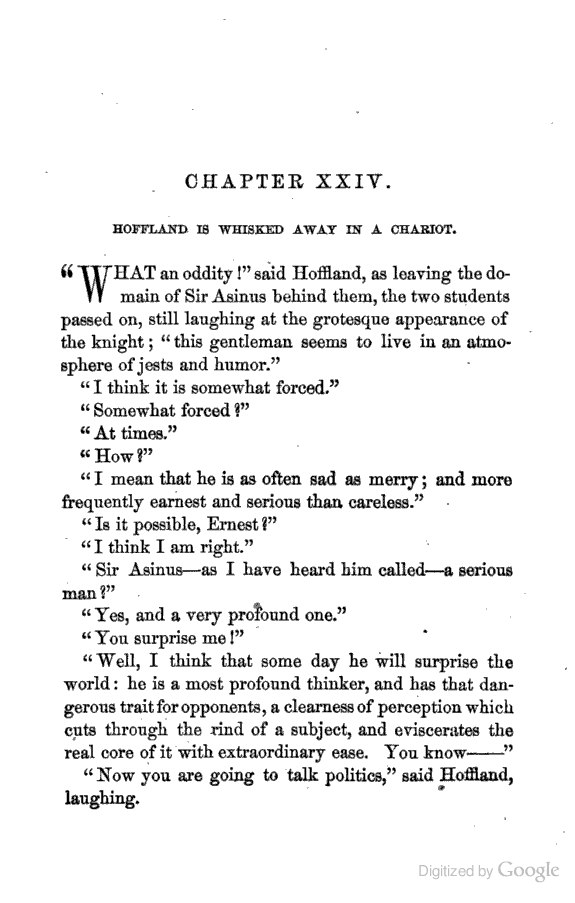 CHAPTER XXIV.
HOFFLAND IS WHISKED AWAY IN A CHARIOT.
“WHAT an oddity!” said Hoffland, as leaving the do-
main of Sir Asinus behind them, the two students
passed on, still laughing at the grotesque appearance of
the knight; “this gentleman seems to live in an atmo-
sphere of jests and humor.”
“I think it is somewhat forced.”
“Somewhat forced?”
“At times.”
“How?”
“I mean that he is as often sad as merry; and more
frequently earnest and serious than careless.”
“Is it possible, Ernest?”
“I think I am right.”
“Sir Asinus—as I have heard him called—a serious
man?”
“Yes, and a very profound one.”
“You surprise me!”
“Well, I think that some day he will surprise the
world: he is a most profound thinker, and has that dan-
gerous trait for opponents, a clearness of perception which
cuts through the rind of a subject, and eviscerates the
real core of it with extraordinary ease. You know——”
“Now you are going to talk politics,” said Hoffland,
laughing.
Digitized by Google